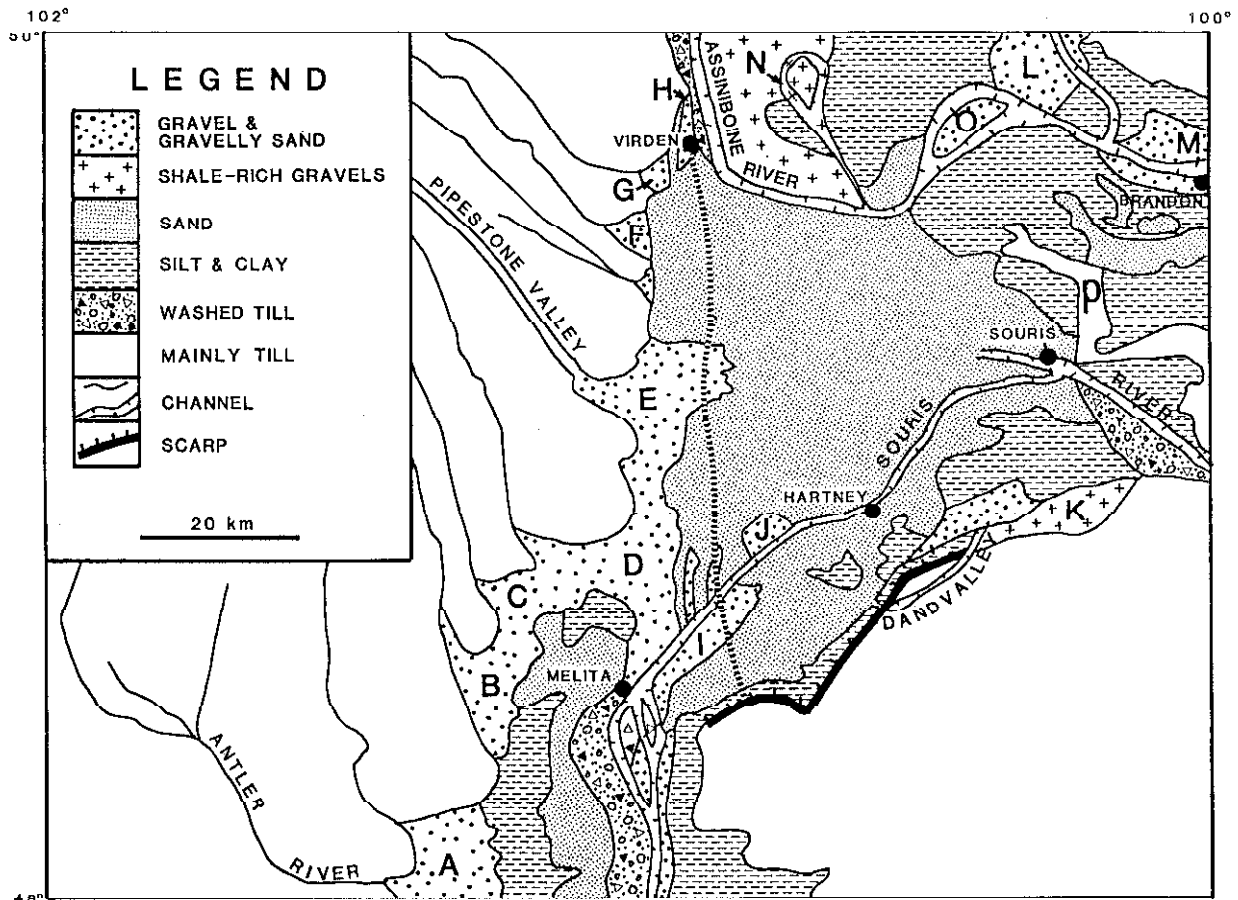 102°
100°
50°
LEGEND
GRAVEL &
GRAVELLY SAND
SHALE-RICH GRAVELS
SAND
SILT & CLAY
WASHED TILL
MAINLY TILL
CHANNEL
SCARP
20 km
H
ASSINIBOINE
RIVER
N
L
O
M
VIRDEN
BRANDON
G
F
PIPESTONE VALLEY
P
SOURIS
RIVER
E
SOURIS
HARTNEY
K
J
D
C
DAND VALLEY
I
MELITA
B
ANTLER
RIVER
A